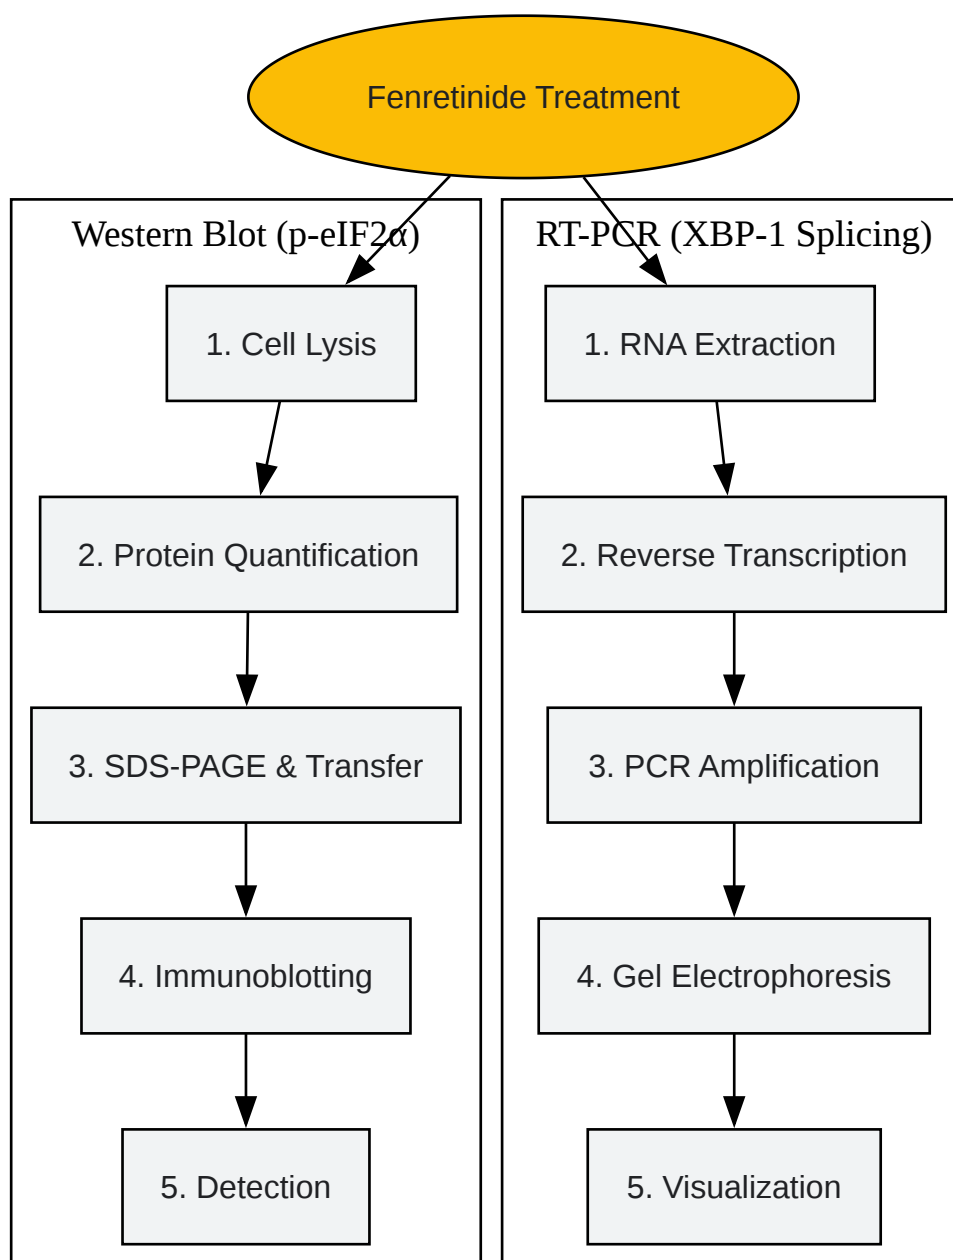 Fenretinide Treatment
Western Blot (p-eIF2α)
1. Cell Lysis
2. Protein Quantification
3. SDS-PAGE & Transfer
4. Immunoblotting
5. Detection
RT-PCR (XBP-1 Splicing)
1. RNA Extraction
2. Reverse Transcription
3. PCR Amplification
4. Gel Electrophoresis
5. Visualization